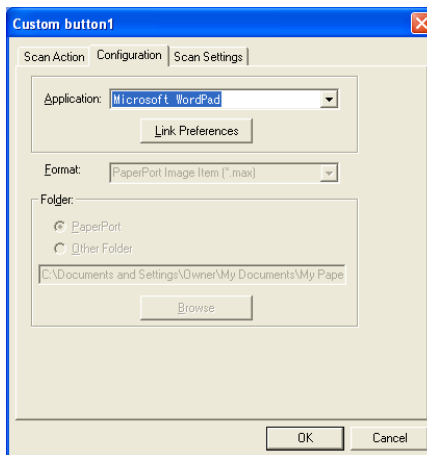 Custom button1
Scan Action Configuration Scan Settings
Application: Microsoft WordPad
Link Preferences
Format: PaperPort Image Item (*.max)
Folder:
PaperPort
Other Folder
C:\Documents and Settings\Owner\My Documents\My Pape
Browse
OK Cancel